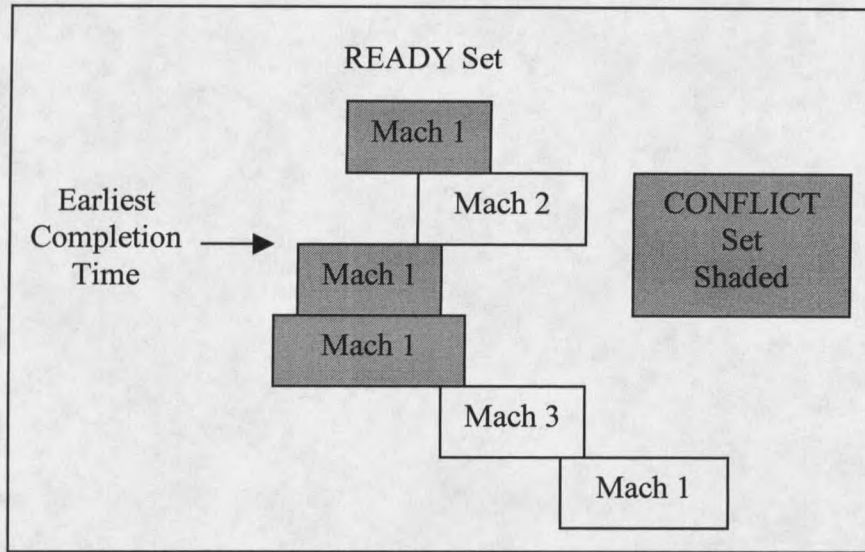 READY Set
Mach 1
Mach 2
Earliest
Completion
Time
CONFLICT
Set
Shaded
Mach 1
Mach 1
Mach 3
Mach 1